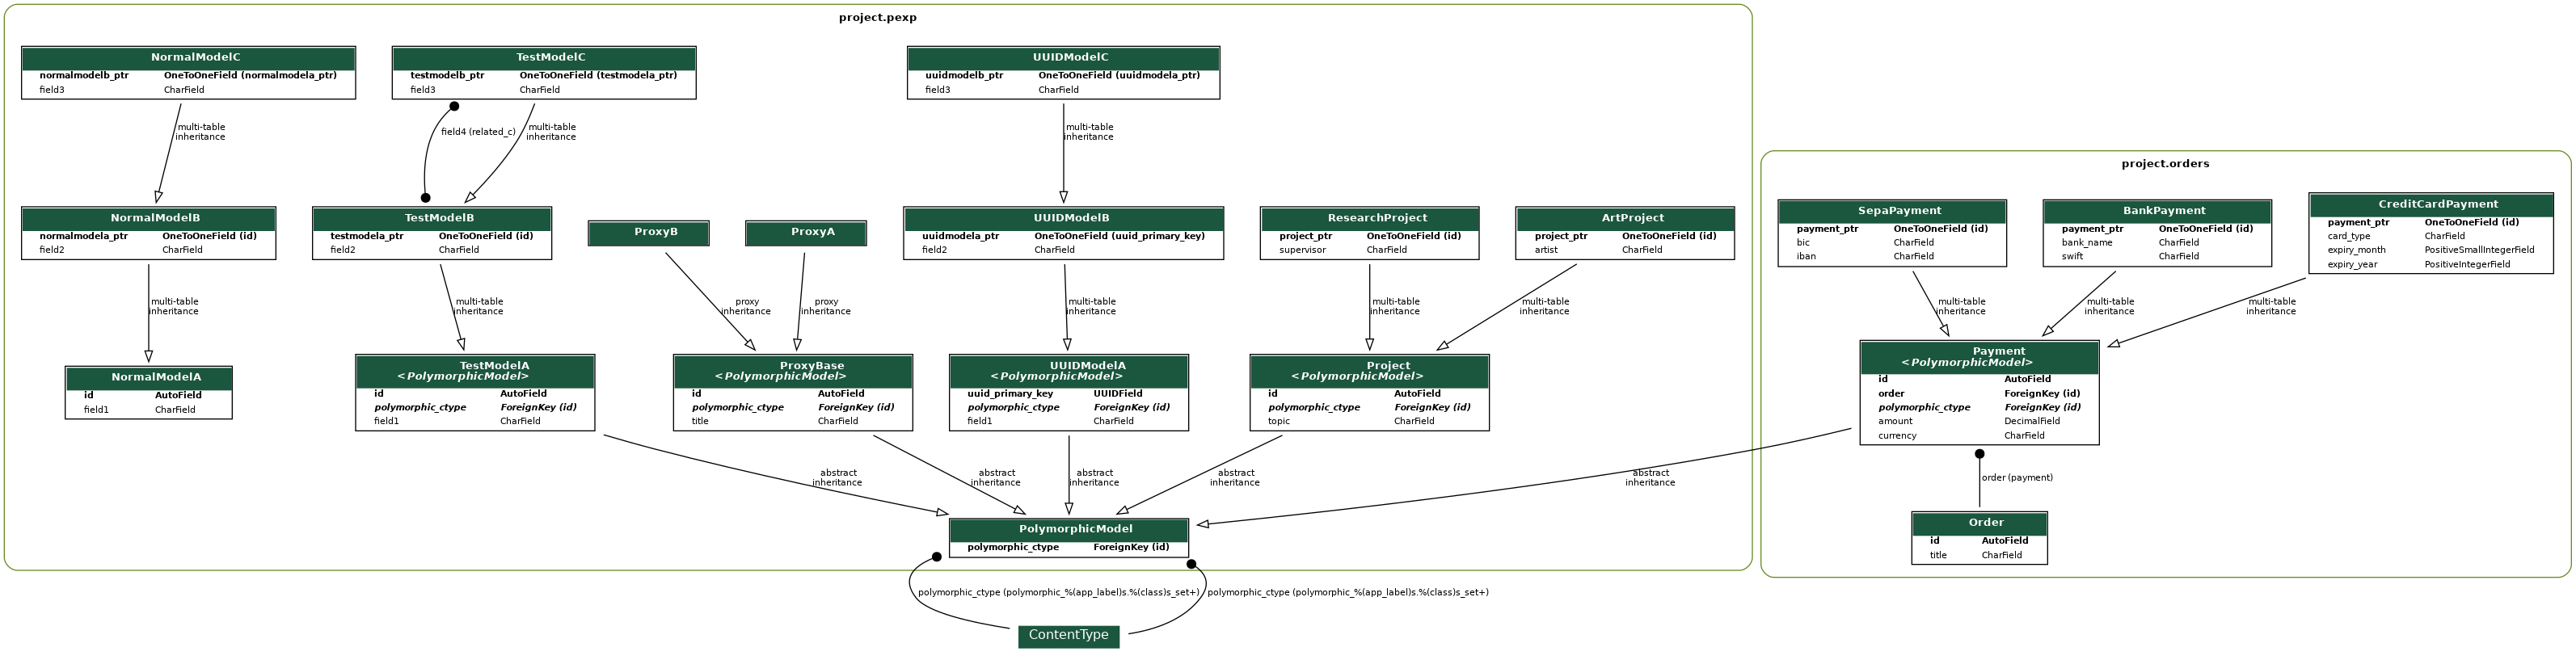 project.pexp
NormalModelC
normalmodelb_ptr OneToOneField (normalmodela_ptr)
field3 CharField
TestModelC
testmodelb_ptr OneToOneField (testmodela_ptr)
field3 CharField
UUIDModelC
uuidmodelb_ptr OneToOneField (uuidmodela_ptr)
field3 CharField
multi-table
inheritance
field4 (related_c)
multi-table
inheritance
multi-table
inheritance
NormalModelB
normalmodela_ptr OneToOneField (id)
field2 CharField
TestModelB
testmodela_ptr OneToOneField (id)
field2 CharField
ProxyB
ProxyA
UUIDModelB
uuidmodela_ptr OneToOneField (uuid_primary_key)
field2 CharField
ResearchProject
project_ptr OneToOneField (id)
supervisor CharField
ArtProject
project_ptr OneToOneField (id)
artist CharField
multi-table
inheritance
multi-table
inheritance
proxy
inheritance
proxy
inheritance
multi-table
inheritance
multi-table
inheritance
multi-table
inheritance
NormalModelA
id AutoField
field1 CharField
TestModelA
<PolymorphicModel>
id AutoField
polymorphic_ctype ForeignKey (id)
field1 CharField
ProxyBase
<PolymorphicModel>
id AutoField
polymorphic_ctype ForeignKey (id)
title CharField
UUIDModelA
<PolymorphicModel>
uuid_primary_key UUIDField
polymorphic_ctype ForeignKey (id)
field1 CharField
Project
<PolymorphicModel>
id AutoField
polymorphic_ctype ForeignKey (id)
topic CharField
abstract
inheritance
abstract
inheritance
abstract
inheritance
abstract
inheritance
abstract
inheritance
PolymorphicModel
polymorphic_ctype ForeignKey (id)
polymorphic_ctype (polymorphic_%(app_label)s.%(class)s_set+)
polymorphic_ctype (polymorphic_%(app_label)s.%(class)s_set+)
ContentType
project.orders
SepaPayment
payment_ptr OneToOneField (id)
bic CharField
iban CharField
BankPayment
payment_ptr OneToOneField (id)
bank_name CharField
swift CharField
CreditCardPayment
payment_ptr OneToOneField (id)
card_type CharField
expiry_month PositiveSmallIntegerField
expiry_year PositiveIntegerField
multi-table
inheritance
multi-table
inheritance
multi-table
inheritance
Payment
<PolymorphicModel>
id AutoField
order ForeignKey (id)
polymorphic_ctype ForeignKey (id)
amount DecimalField
currency CharField
order (payment)
Order
id AutoField
title CharField